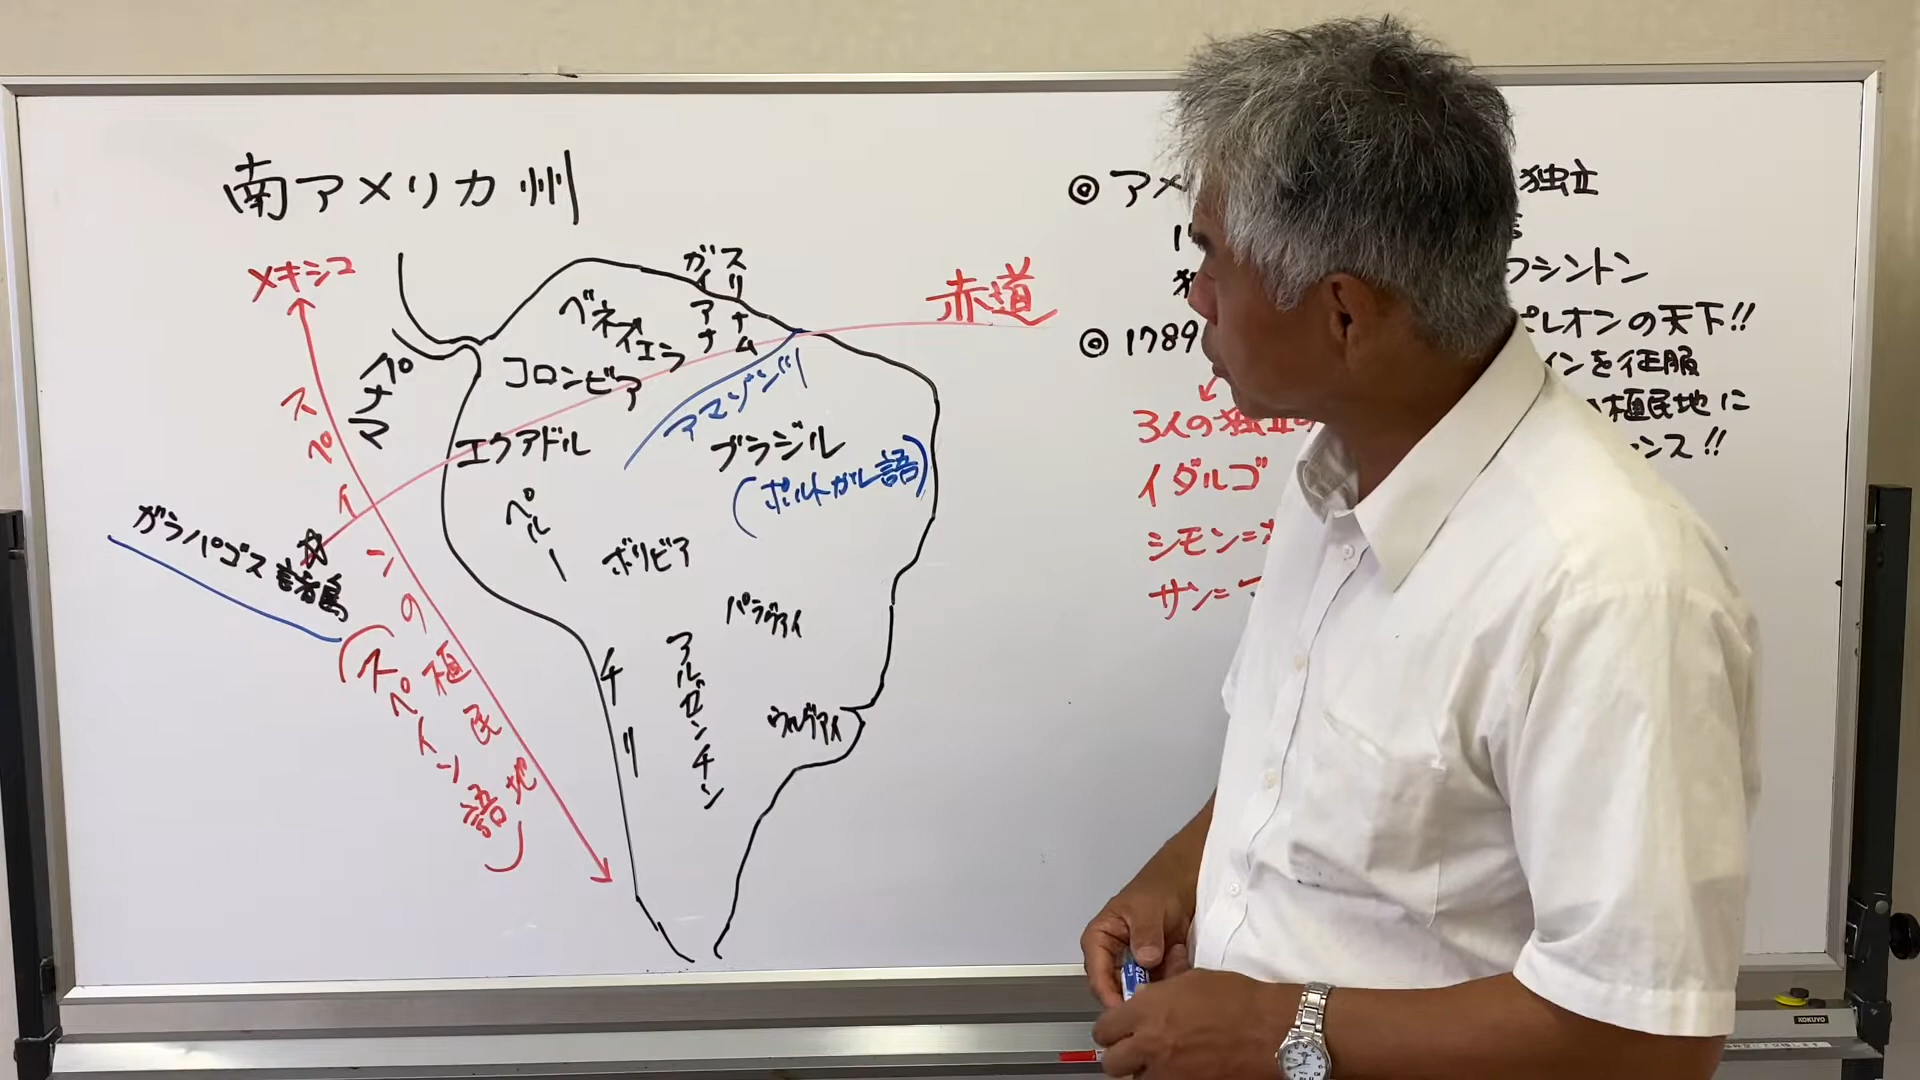 南アメリカ州
メキシコ
スペインの植民地
(スペイン語)
パナマ
ガラパゴス諸島
ベネズエラ
ガイアナ
スリナム
コロンビア
エクアドル
アマゾン川
ブラジル
(ポルトガル語)
ペルー
ボリビア
パラグアイ
チリ
アルゼンチン
ウルグアイ
赤道
◎アメ
独立
ワシントン
◎1789
ポレオンの天下!!
インを征服
植民地に
ンス!!
3人の独立の
イダルゴ
シモン=
サン=
KOKUYO